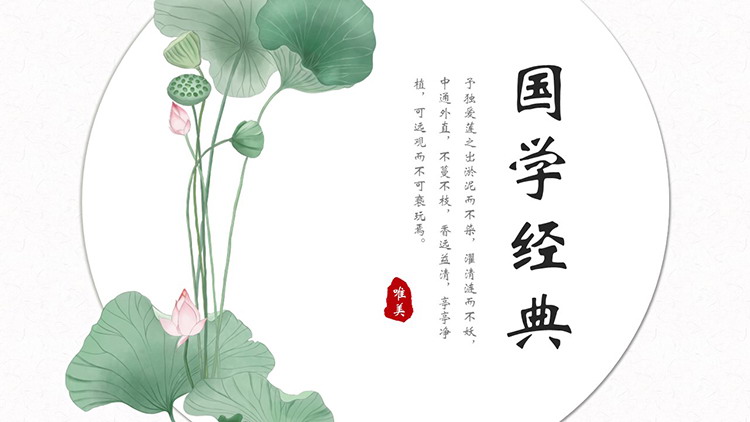 国学经典
予独爱莲之出淤泥而不染，濯清涟而不妖，
中通外直，不蔓不枝，香远益清，亭亭净
植，可远观而不可亵玩焉。
唯美